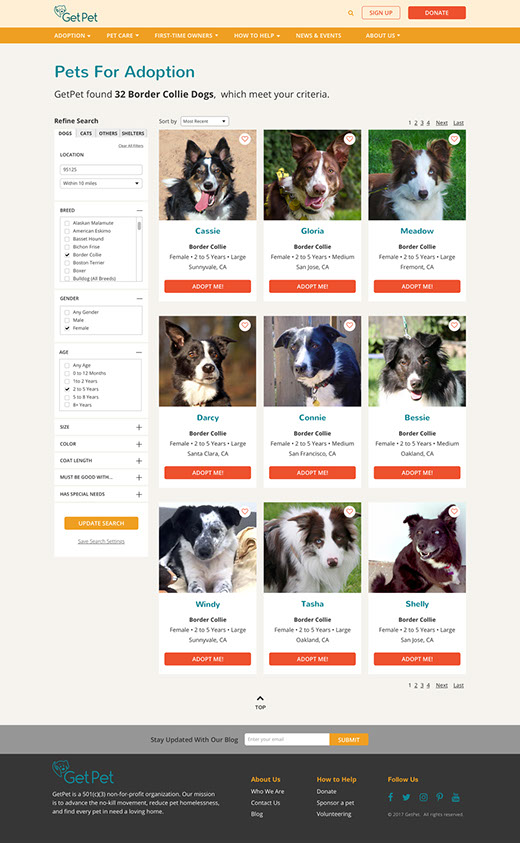 GetPet
SIGN UP
DONATE
ADOPTION
PET CARE
FIRST-TIME OWNERS
HOW TO HELP
NEWS & EVENTS
ABOUT US
Pets For Adoption
GetPet found 32 Border Collie Dogs, which meet your criteria.
Refine Search
DOGS CATS OTHERS SHELTERS
Clear All Filters
LOCATION
95125
Within 10 miles
BREED
Alaskan Malamute
American Eskimo
Basset Hound
Bichon Frise
Border Collie
Boston Terrier
Boxer
Bulldog (All Breeds)
GENDER
Any Gender
Male
Female
AGE
Any Age
0 to 12 Months
1to 2 Years
2 to 5 Years
5 to 8 Years
8+ Years
SIZE
COLOR
COAT LENGTH
MUST BE GOOD WITH...
HAS SPECIAL NEEDS
UPDATE SEARCH
Save Search Settings
Sort by Most Recent
1 2 3 4 Next Last
Cassie
Border Collie
Female • 2 to 5 Years • Large
Sunnyvale, CA
ADOPT ME!
Gloria
Border Collie
Female • 2 to 5 Years • Medium
San Jose, CA
ADOPT ME!
Meadow
Border Collie
Female • 2 to 5 Years • Large
Fremont, CA
ADOPT ME!
Darcy
Border Collie
Female • 2 to 5 Years • Large
Santa Clara, CA
ADOPT ME!
Connie
Border Collie
Female • 2 to 5 Years • Medium
San Francisco, CA
ADOPT ME!
Bessie
Border Collie
Female • 2 to 5 Years • Medium
Oakland, CA
ADOPT ME!
Windy
Border Collie
Female • 2 to 5 Years • Large
Sunnyvale, CA
ADOPT ME!
Tasha
Border Collie
Female • 2 to 5 Years • Large
Oakland, CA
ADOPT ME!
Shelly
Border Collie
Female • 2 to 5 Years • Large
San Jose, CA
ADOPT ME!
1 2 3 4 Next Last
TOP
Stay Updated With Our Blog
Enter your email
SUBMIT
GetPet
GetPet is a 501(c)(3) non-for-profit organization. Our mission
is to advance the no-kill movement, reduce pet homelessness,
and find every pet in need a loving home.
About Us
Who We Are
Contact Us
Blog
How to Help
Donate
Sponsor a pet
Volunteering
Follow Us
© 2017 GetPet. All rights reserved.